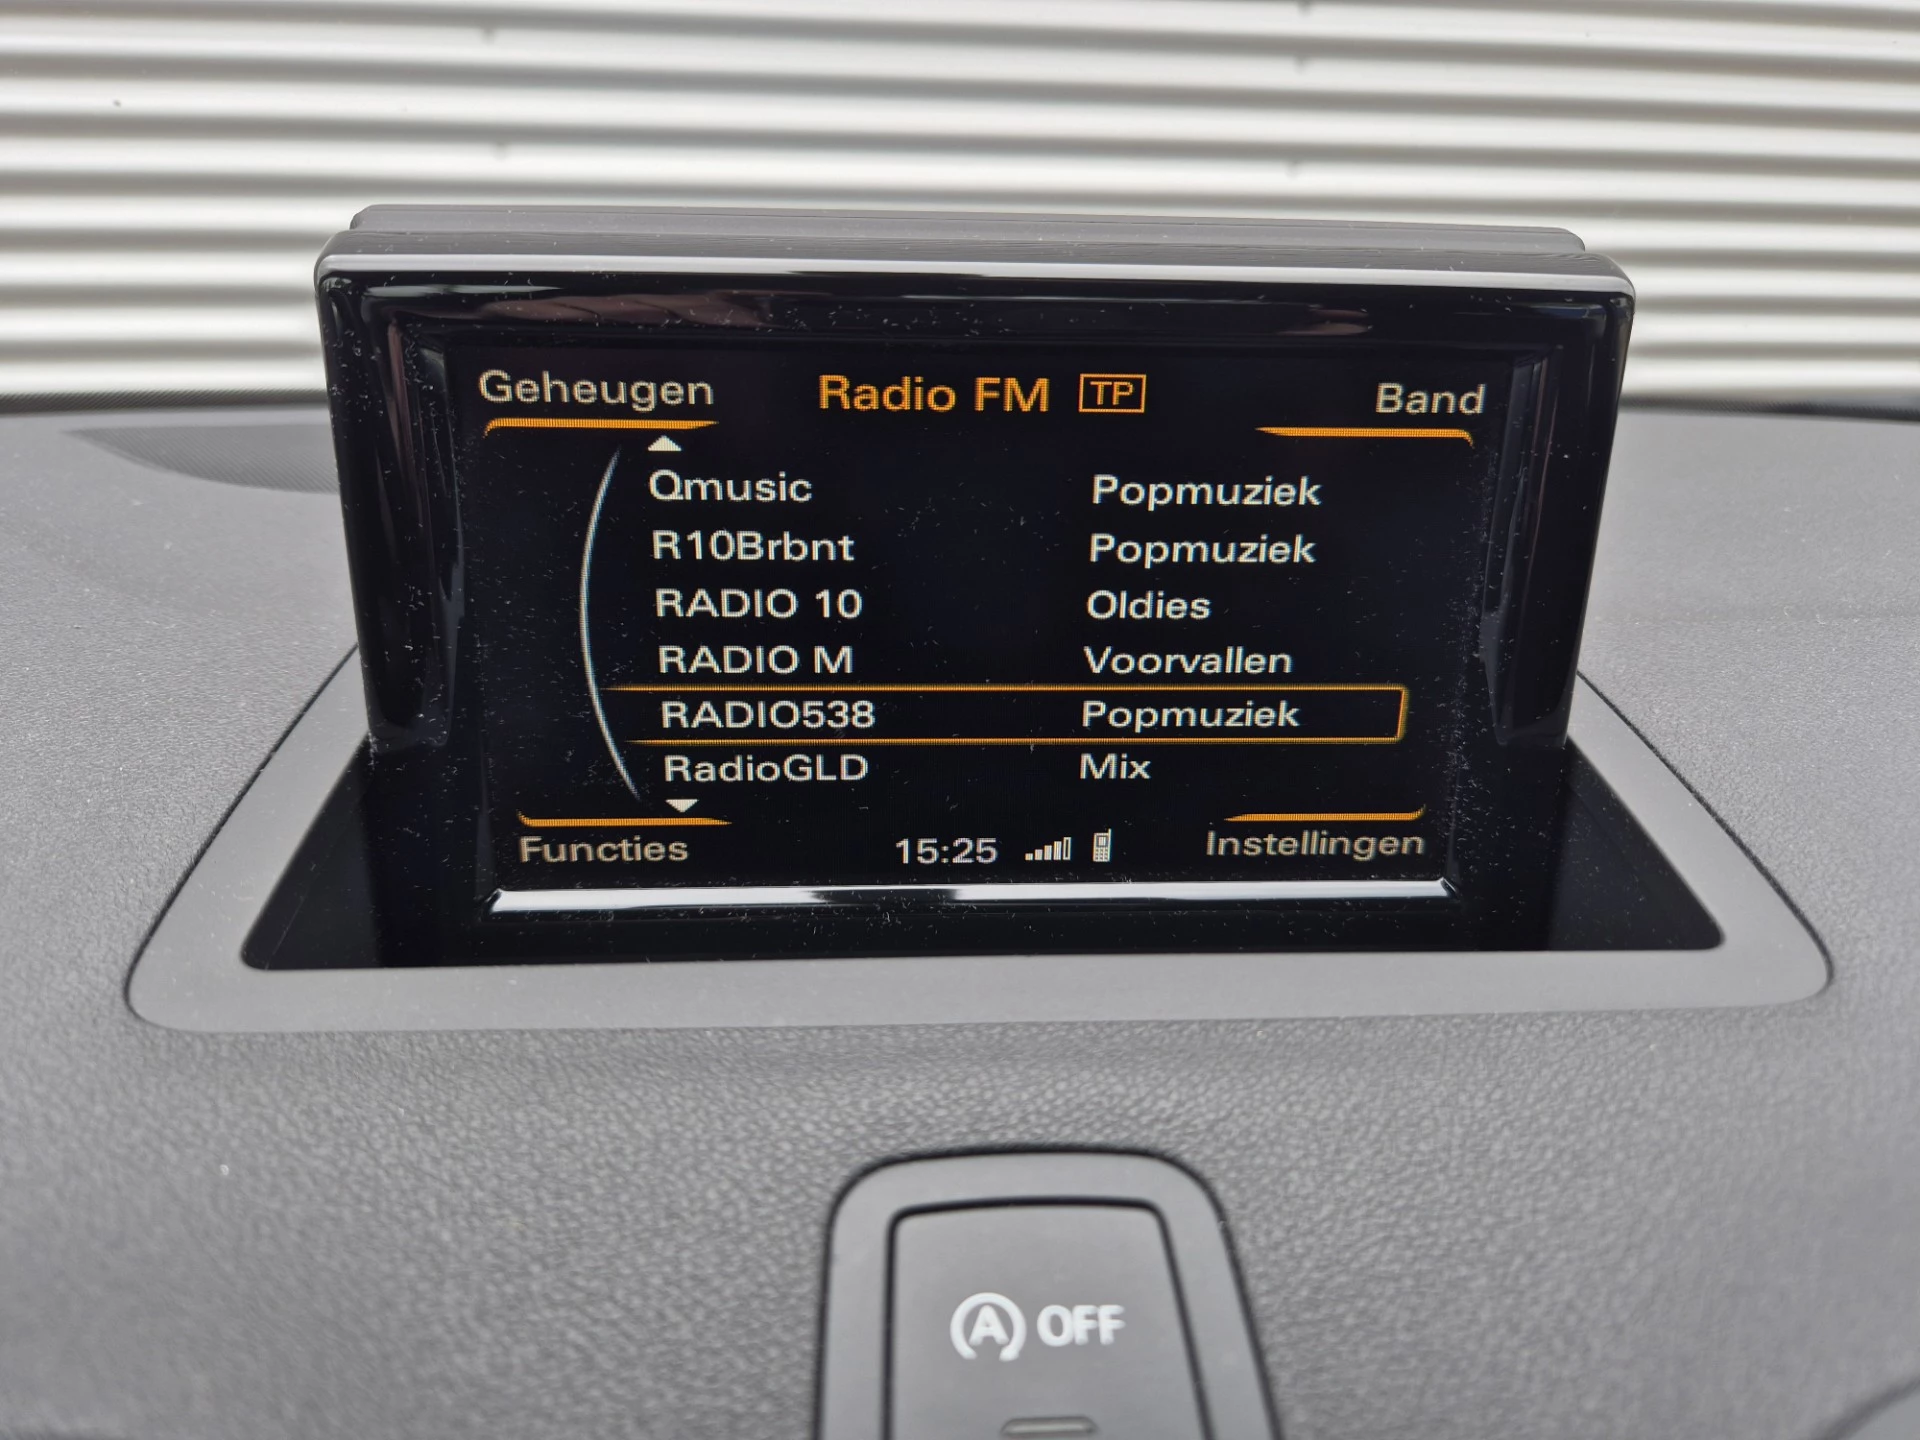 Geheugen Radio FM TP Band
Qmusic Popmuziek
R10Brbnt Popmuziek
RADIO 10 Oldies
RADIO M Voorvallen
RADIO538 Popmuziek
RadioGLD Mix
Functies 15:25 Instellingen
A OFF